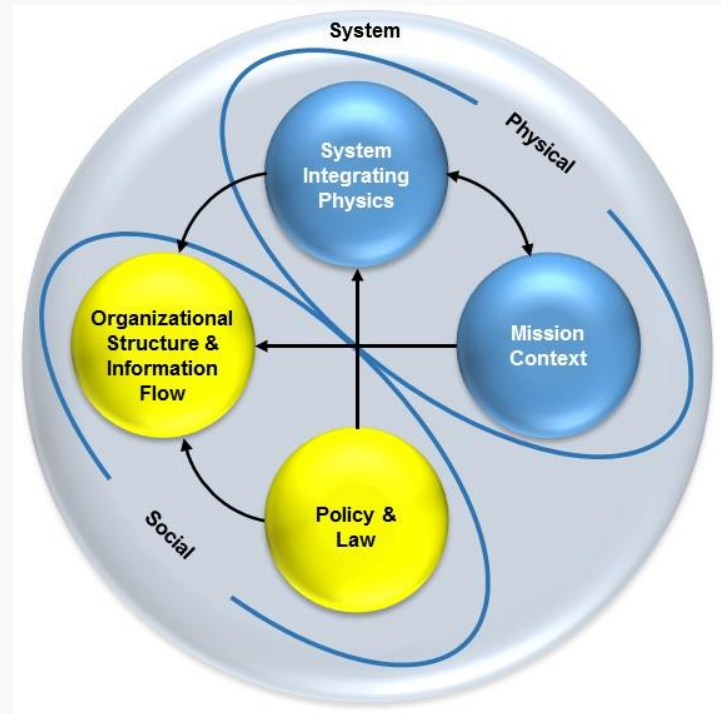 System
Physical
System
Integrating
Physics
Organizational
Structure &
Information
Flow
Mission
Context
Policy &
Law
Social